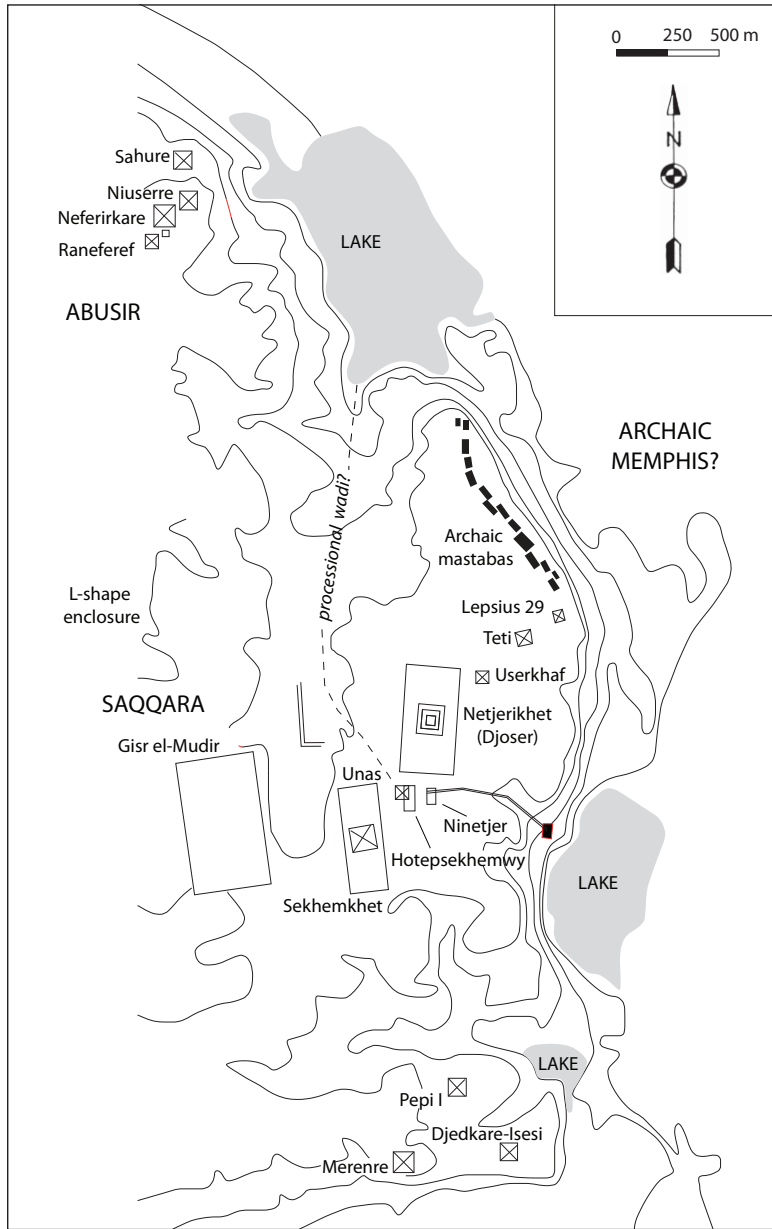 0 250 500 m
N
Sahure
Niuserre
Neferirkare
Raneferef
LAKE
ABUSIR
ARCHAIC
MEMPHIS?
processional wadi?
Archaic
mastabas
L-shape
enclosure
Lepsius 29
Teti
Userkhaf
SAQQARA
Netjerikhet
(Djoser)
Gisr el-Mudir
Unas
Ninetjer
Hotepsekhemwy
LAKE
Sekhemkhet
LAKE
Pepi I
Djedkare-Isesi
Merenre